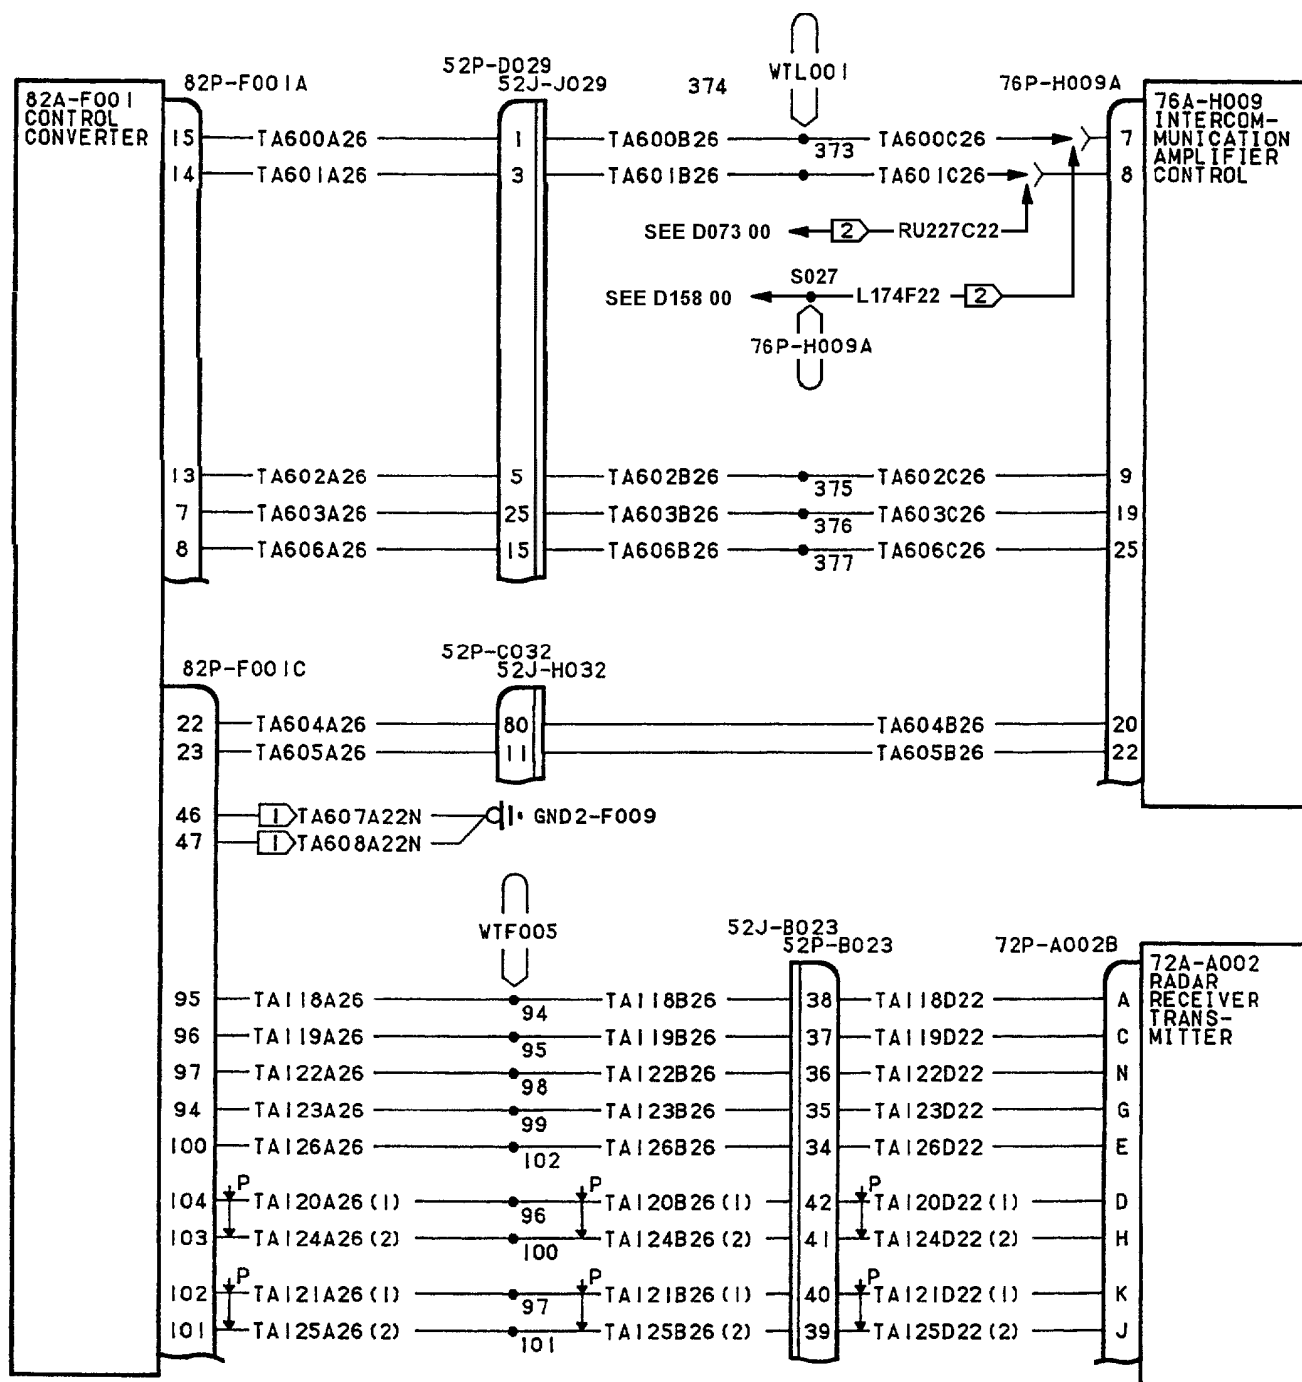 82P-F001A
52P-D029
52J-J029
374
WTL001
76P-H009A
82A-F001
CONTROL
CONVERTER
76A-H009
INTERCOM-
MUNICATION
AMPLIFIER
CONTROL
15 TA600A26 1 TA600B26 373 TA600C26 7
14 TA601A26 3 TA601B26 TA601C26 8
SEE D073 00 2 RU227C22
S027
SEE D158 00 L174F22 2
76P-H009A
13 TA602A26 5 TA602B26 375 TA602C26 9
7 TA603A26 25 TA603B26 376 TA603C26 19
8 TA606A26 15 TA606B26 377 TA606C26 25
82P-F001C
52P-C032
52J-H032
22 TA604A26 80 TA604B26 20
23 TA605A26 11 TA605B26 22
46 1 TA607A22N GND2-F009
47 1 TA608A22N
WTF005
52J-B023
52P-B023
72P-A002B
72A-A002
RADAR
RECEIVER
TRANS-
MITTER
95 TA118A26 94 TA118B26 38 TA118D22 A
96 TA119A26 95 TA119B26 37 TA119D22 C
97 TA122A26 98 TA122B26 36 TA122D22 N
94 TA123A26 99 TA123B26 35 TA123D22 G
100 TA126A26 102 TA126B26 34 TA126D22 E
P P P
104 TA120A26(1) 96 TA120B26(1) 42 TA120D22(1) D
103 TA124A26(2) 100 TA124B26(2) 41 TA124D22(2) H
P P P
102 TA121A26(1) 97 TA121B26(1) 40 TA121D22(1) K
101 TA125A26(2) 101 TA125B26(2) 39 TA125D22(2) J